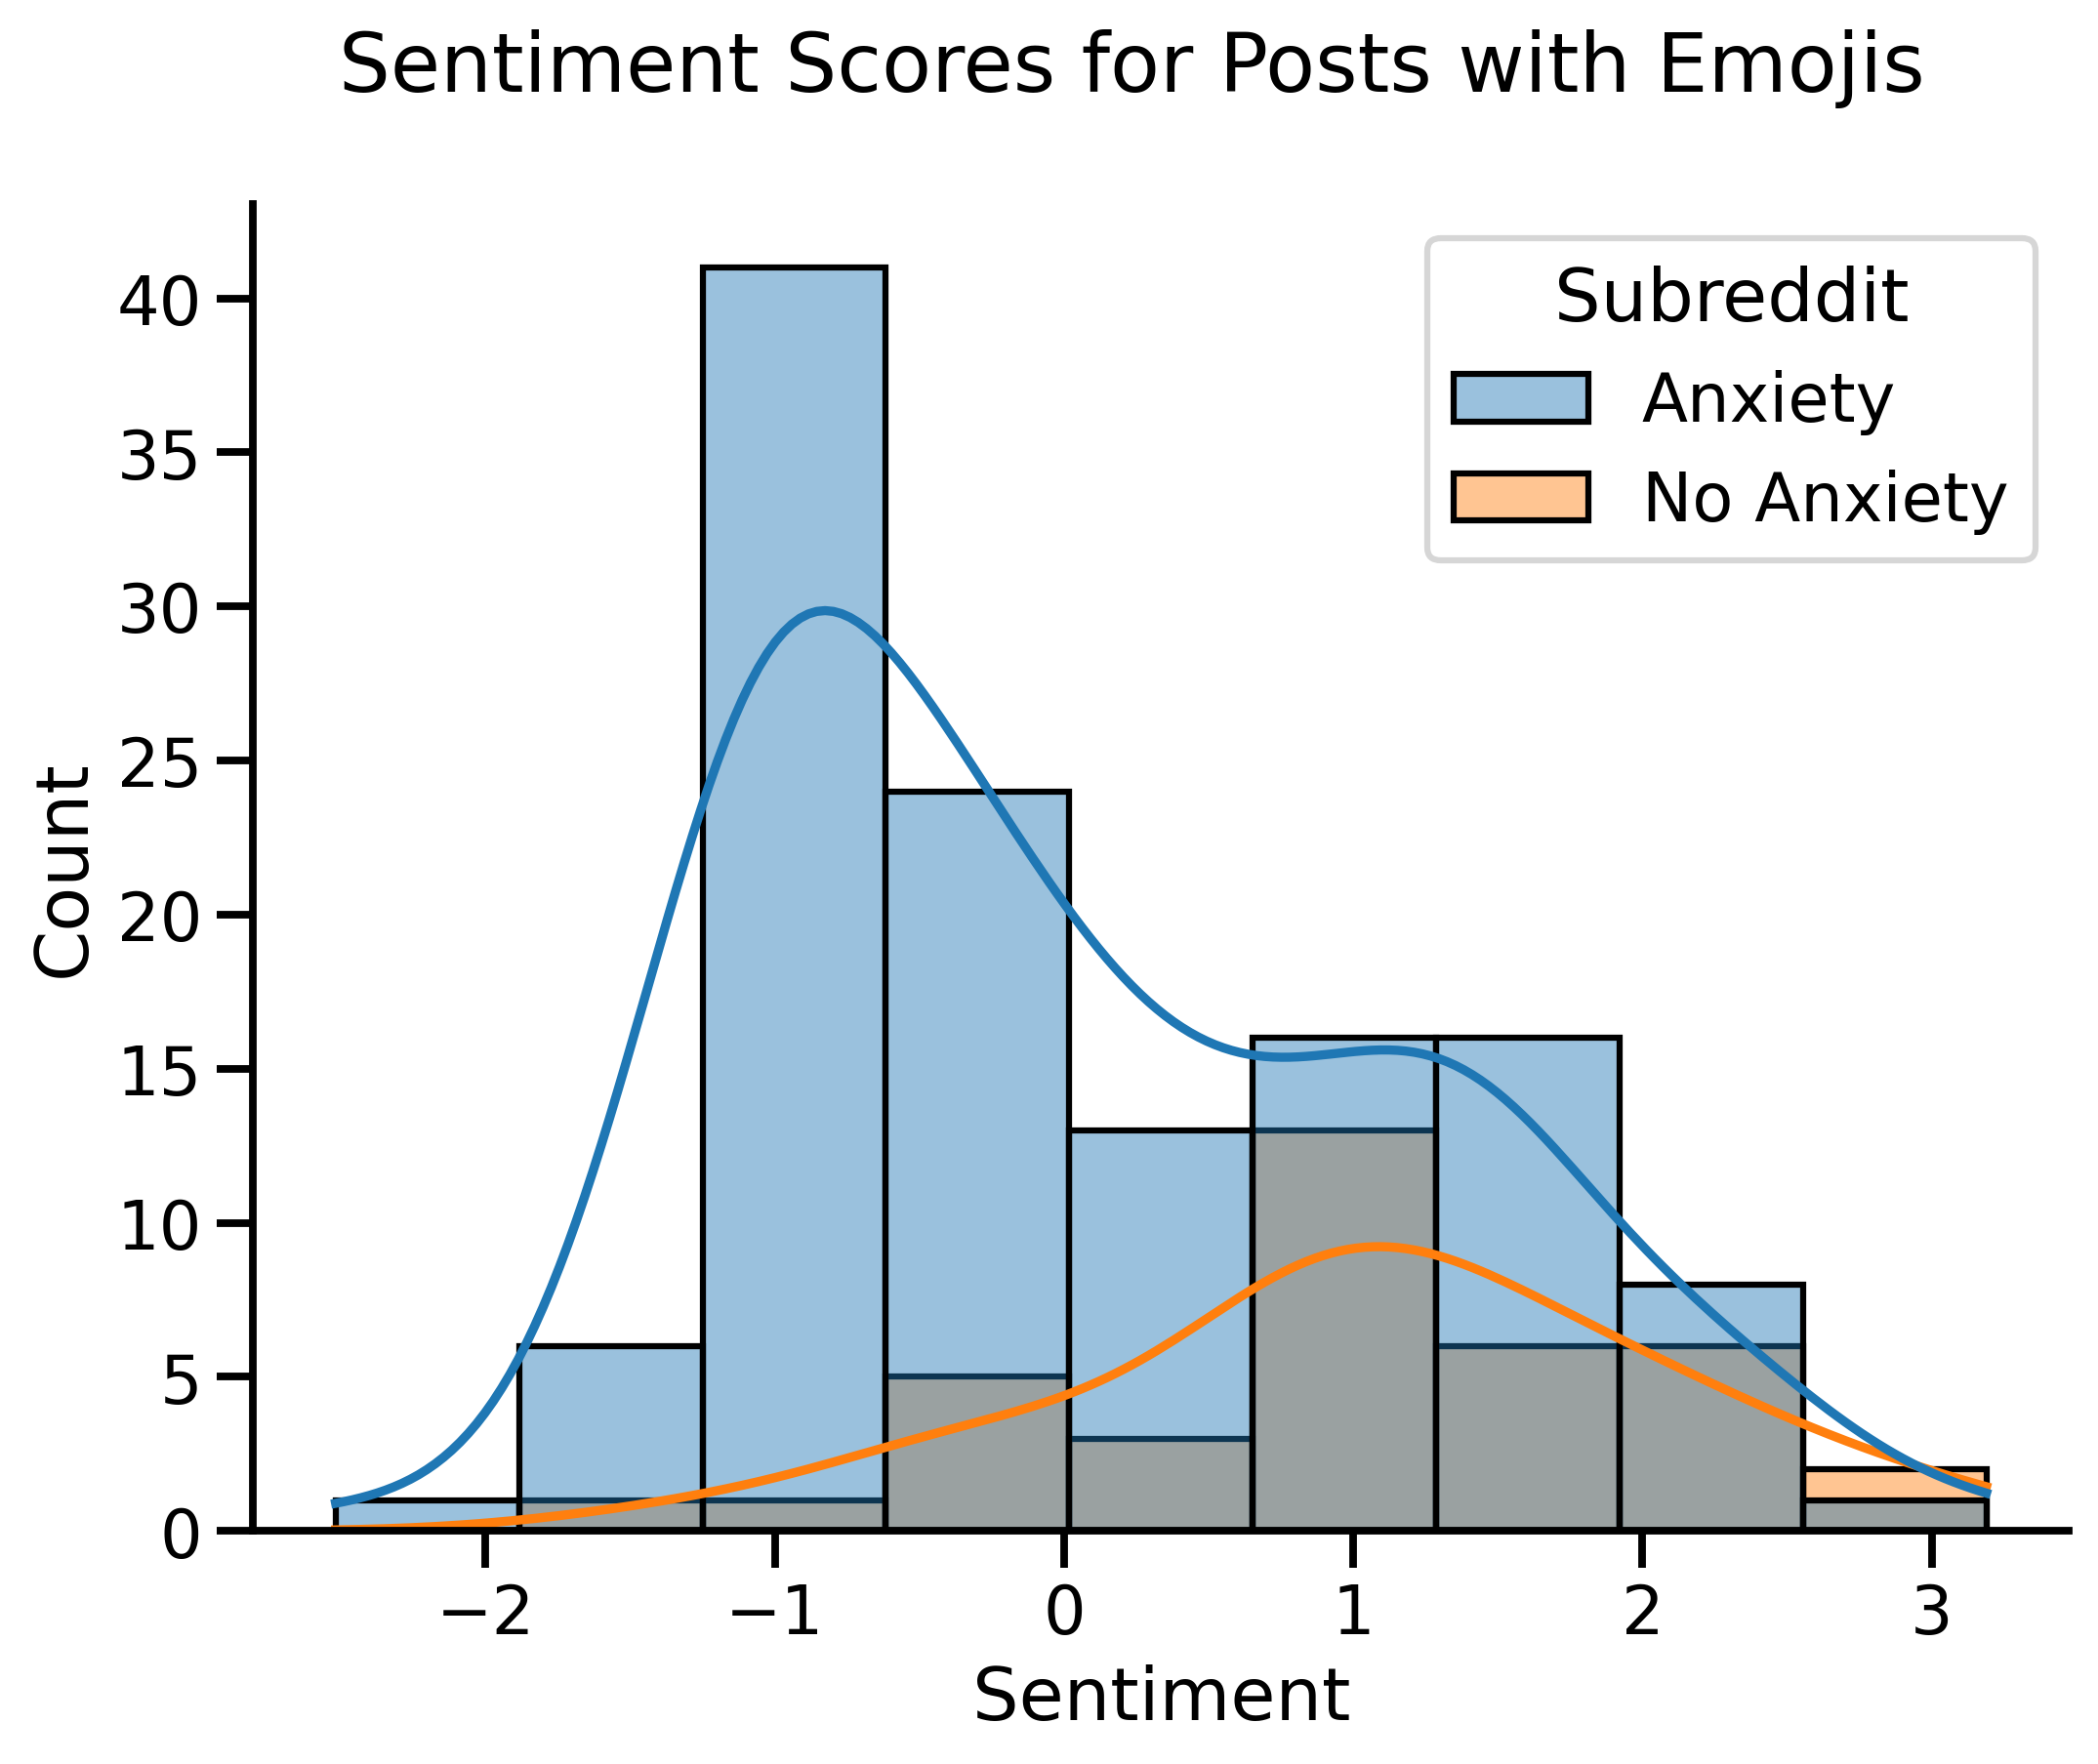 Sentiment Scores for Posts with Emojis
Subreddit
Anxiety
No Anxiety
Count
40
35
30
25
20
15
10
5
0
−2 −1 0 1 2 3
Sentiment